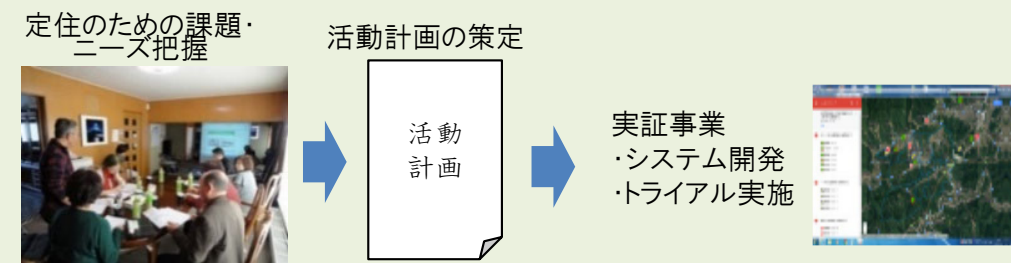 定住のための課題・
ニーズ把握
活動計画の策定
活動
計画
実証事業
・システム開発
・トライアル実施